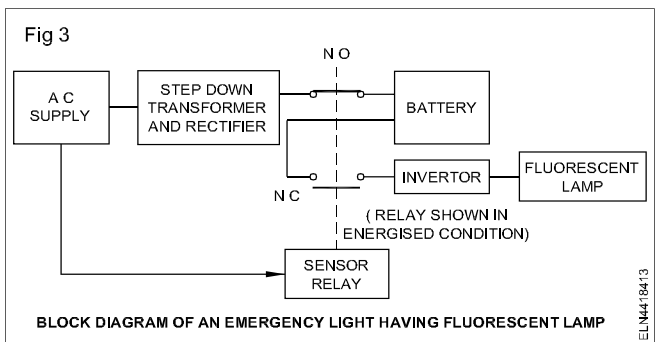 Fig 3
N O
A C
SUPPLY
STEP DOWN
TRANSFORMER
AND RECTIFIER
BATTERY
N C
INVERTOR
FLUORESCENT
LAMP
( RELAY SHOWN IN
ENERGISED CONDITION)
SENSOR
RELAY
BLOCK DIAGRAM OF AN EMERGENCY LIGHT HAVING FLUORESCENT LAMP
ELN4418413